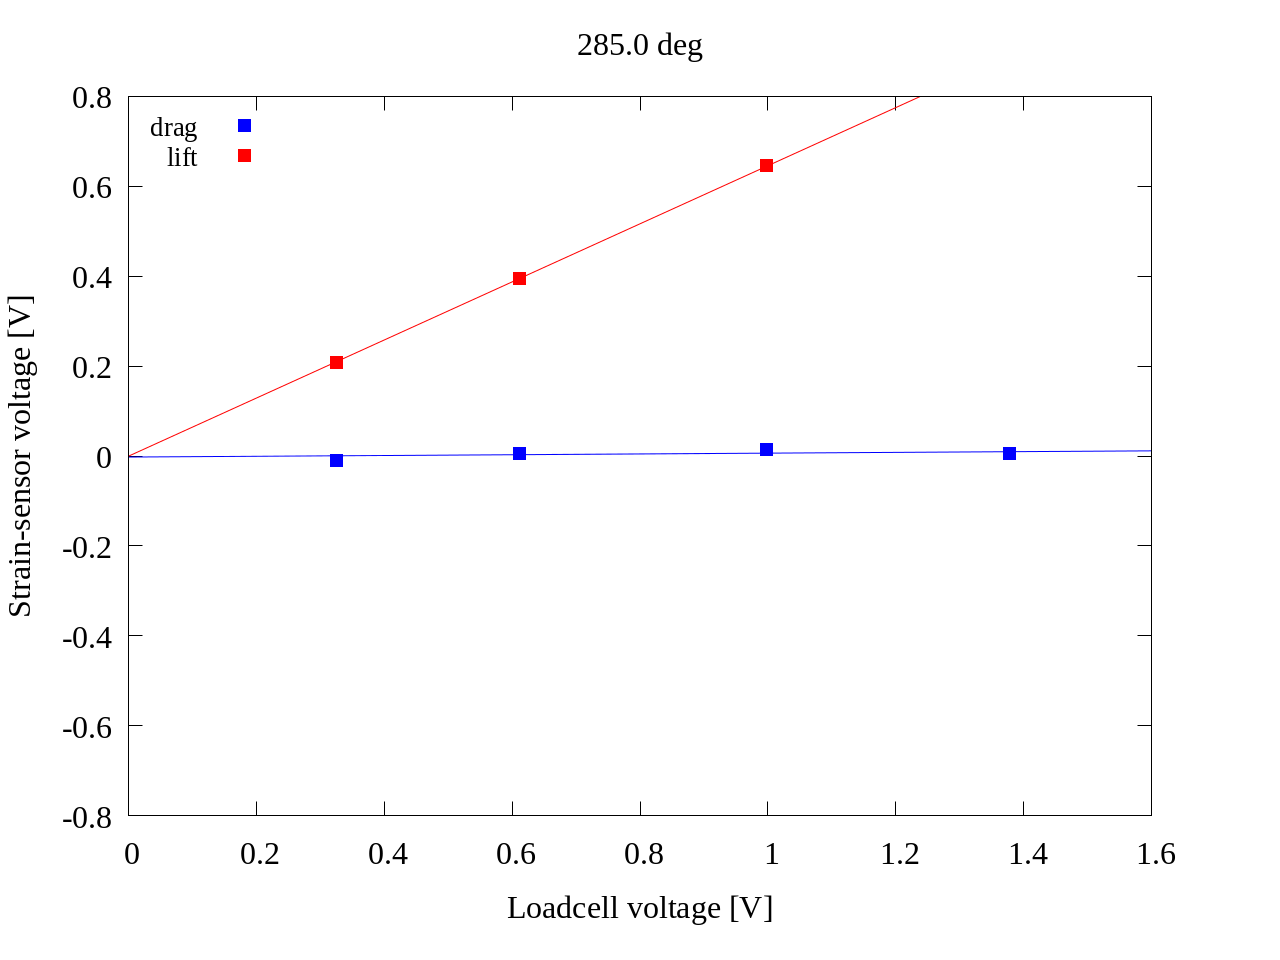 285.0 deg
drag
lift
0.8
0.6
0.4
0.2
0
-0.2
-0.4
-0.6
-0.8
Strain-sensor voltage [V]
0 0.2 0.4 0.6 0.8 1 1.2 1.4 1.6
Loadcell voltage [V]